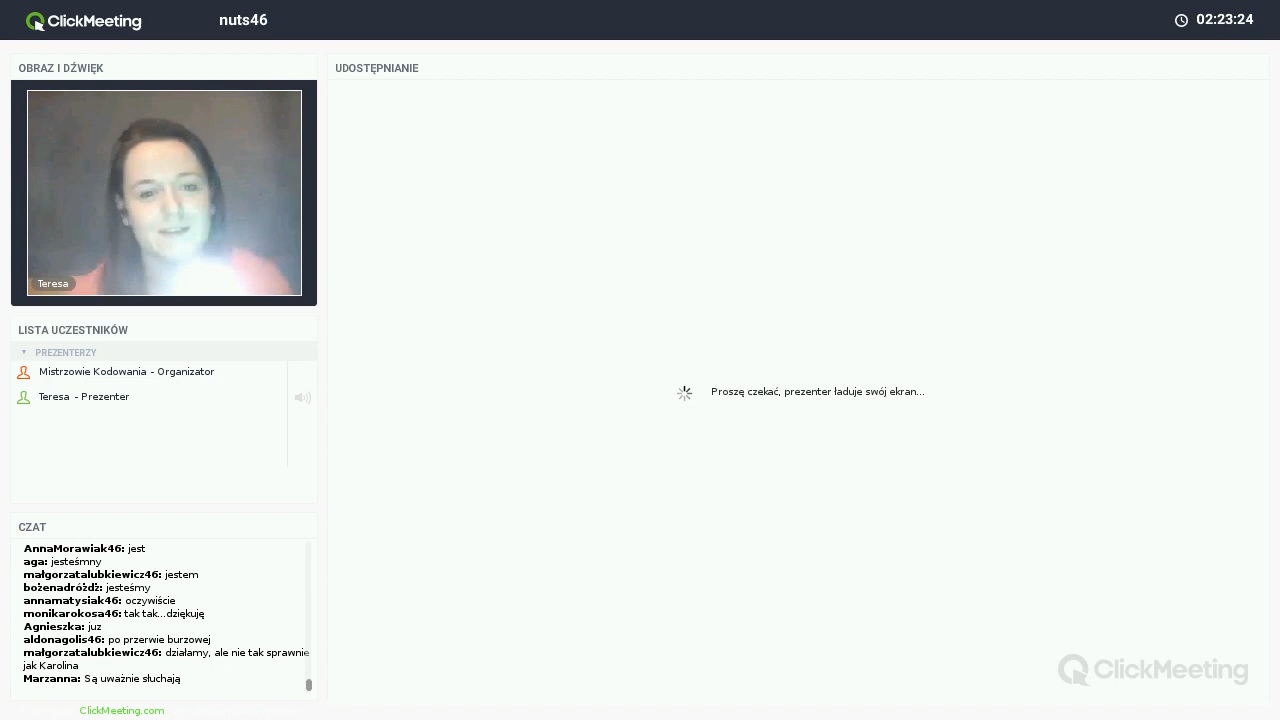 ClickMeeting
nuts46
02:23:24
OBRAZ I DŹWIĘK
Teresa
LISTA UCZESTNIKÓW
PREZENTERZY
Mistrzowie Kodowania - Organizator
Teresa - Prezenter
CZAT
AnnaMorawiak46: jest
aga: jesteśmny
małgorzatalubkiewicz46: jestem
bożenadróżdż: jesteśmy
annamatysiak46: oczywiście
monikarokosa46: tak tak...dziękuję
Agnieszka: juz
aldonagolis46: po przerwie burzowej
małgorzatalubkiewicz46: działamy, ale nie tak sprawnie
jak Karolina
Marzanna: Są uważnie słuchają
ClickMeeting.com
UDOSTĘPNIANIE
Proszę czekać, prezenter ładuje swój ekran...
ClickMeeting